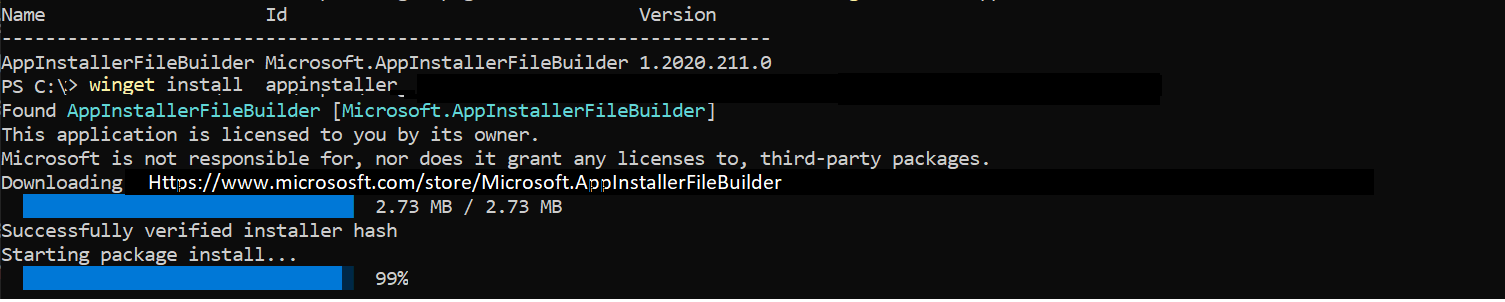 Name Id Version
-----------------------------------------------------------------------
AppInstallerFileBuilder Microsoft.AppInstallerFileBuilder 1.2020.211.0
PS C:\> winget install appinstaller
Found AppInstallerFileBuilder [Microsoft.AppInstallerFileBuilder]
This application is licensed to you by its owner.
Microsoft is not responsible for, nor does it grant any licenses to, third-party packages.
Downloading Https://www.micrososft.com/store/Microsoft.AppInstallerFileBuilder
2.73 MB / 2.73 MB
Successfully verified installer hash
Starting package install...
99%